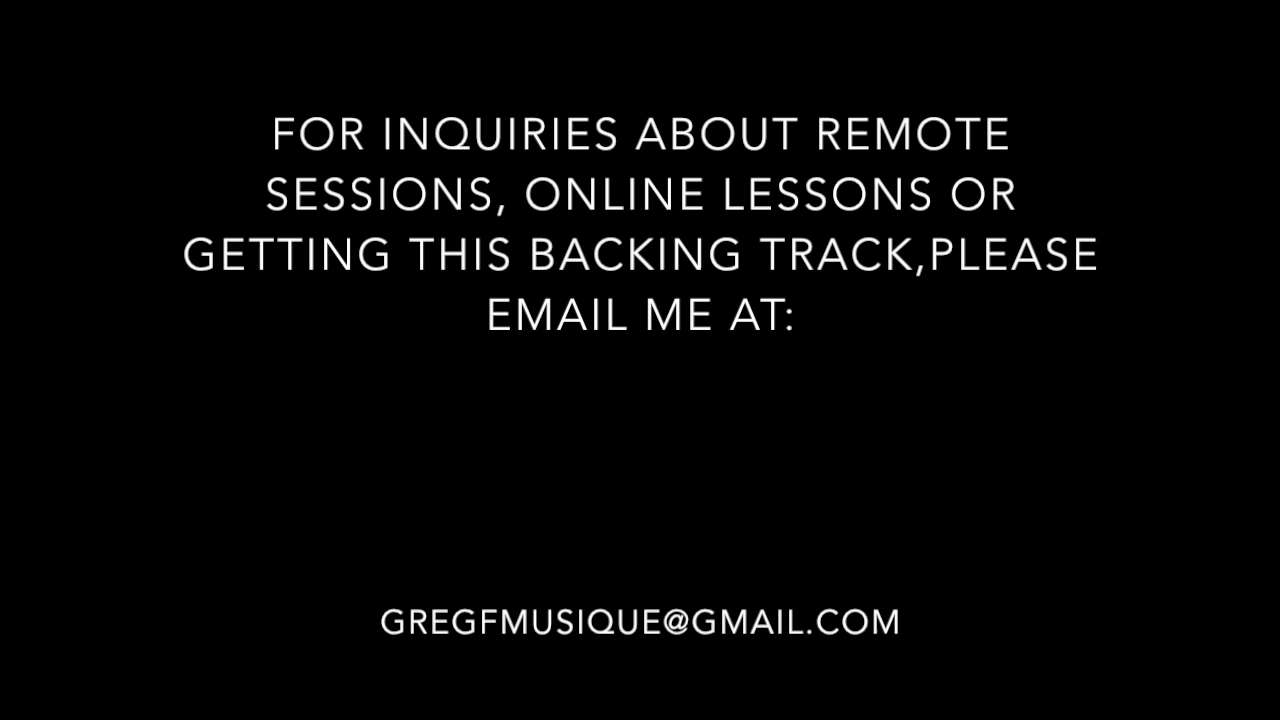 FOR INQUIRIES ABOUT REMOTE
SESSIONS, ONLINE LESSONS OR
GETTING THIS BACKING TRACK,PLEASE
EMAIL ME AT:
GREGFMUSIQUE@GMAIL.COM